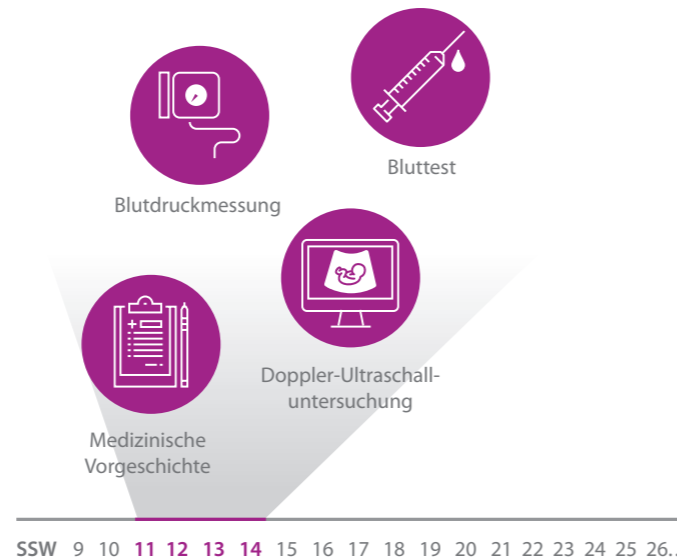 Bluttest
Blutdruckmessung
Doppler-Ultraschall-
untersuchung
Medizinische
Vorgeschichte
SSW 9 10 11 12 13 14 15 16 17 18 19 20 21 22 23 24 25 26..